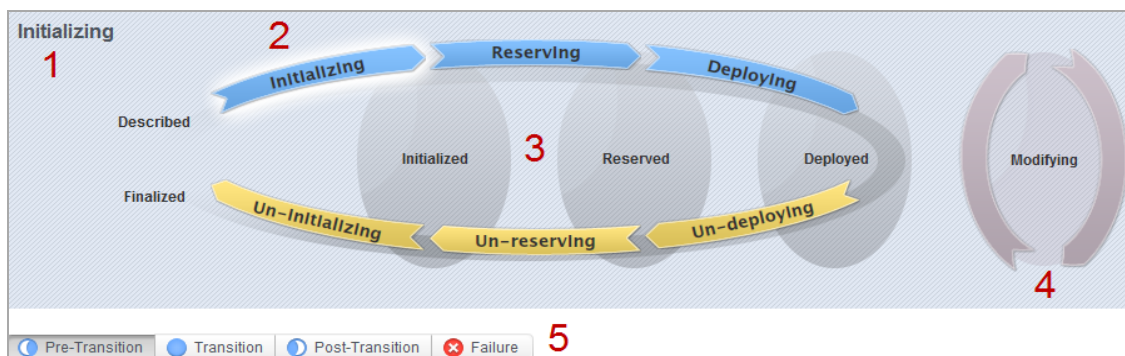 Initializing
1
2
Initializing
Reserving
Deploying
Described
3
Initialized
Reserved
Deployed
Modifying
Finalized
Un-initializing
Un-reserving
Un-deploying
4
Pre-Transition
Transition
Post-Transition
Failure
5